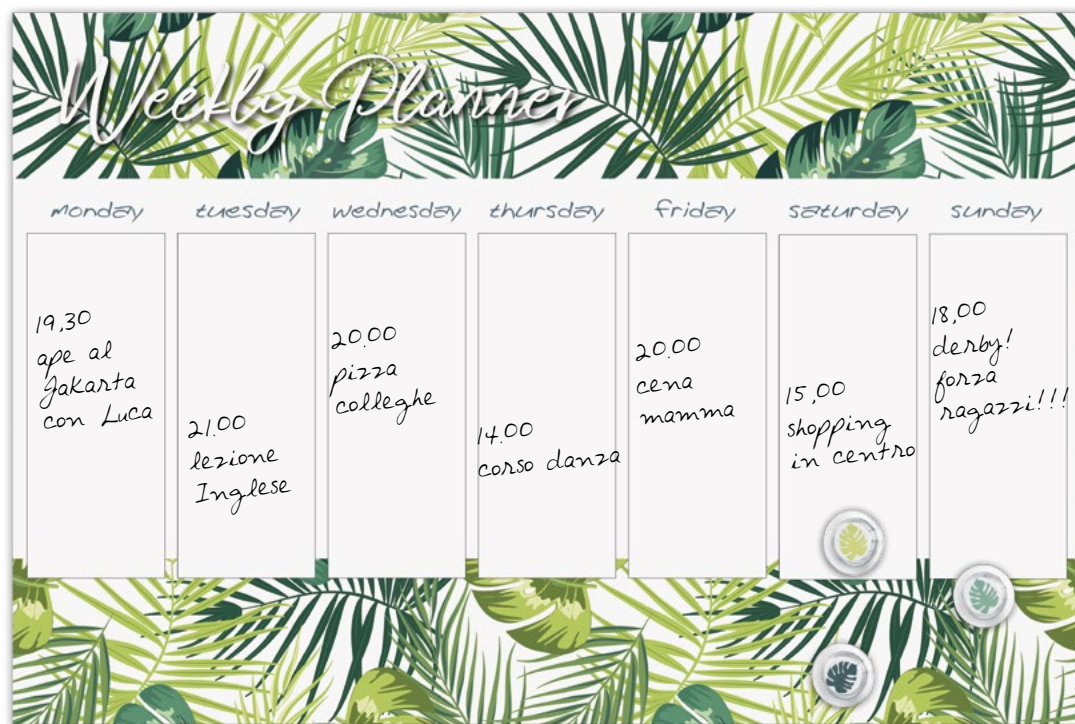 Weekly Planner
monday
tuesday
wednesday
thursday
friday
saturday
sunday
19,30
ape al
Jakarta
con Luca
21.00
lezione
Inglese
20.00
pizza
colleghe
14.00
corso danza
20.00
cena
mamma
15,00
shopping
in centro
18,00
derby!
forza
ragazzi!!!